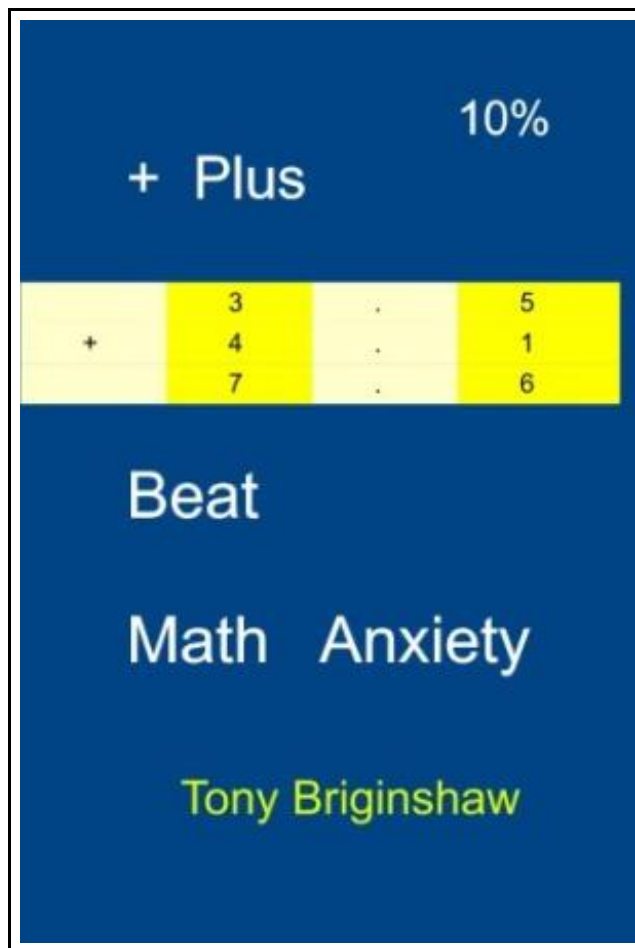 10%
+ Plus
3 . 5
+ 4 . 1
7 . 6
Beat
Math Anxiety
Tony Briginshaw